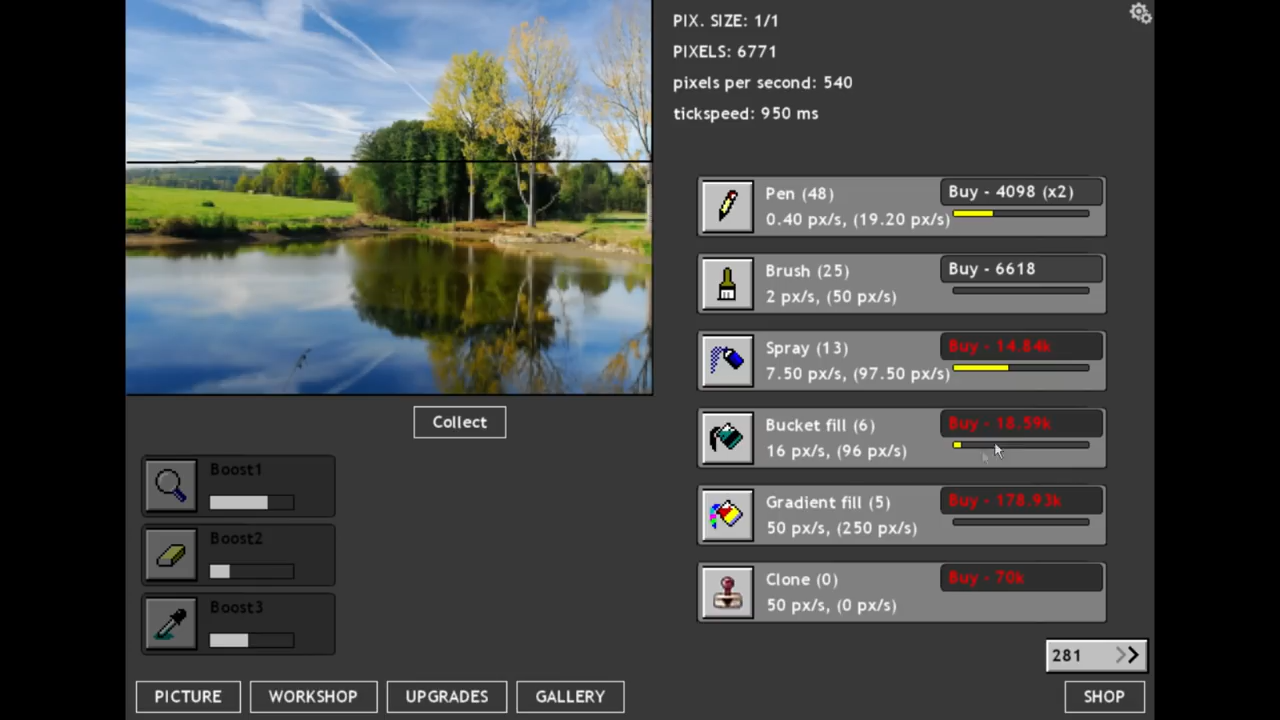 PIX. SIZE: 1/1
PIXELS: 6771
pixels per second: 540
tickspeed: 950 ms
Pen (48)
Buy - 4098 (x2)
0.40 px/s, (19.20 px/s)
Brush (25)
Buy - 6618
2 px/s, (50 px/s)
Spray (13)
Buy - 14.84k
7.50 px/s, (97.50 px/s)
Bucket fill (6)
Buy - 18.59k
16 px/s, (96 px/s)
Gradient fill (5)
Buy - 178.93k
50 px/s, (250 px/s)
Clone (0)
Buy - 70k
50 px/s, (0 px/s)
Collect
Boost1
Boost2
Boost3
281
PICTURE
WORKSHOP
UPGRADES
GALLERY
SHOP